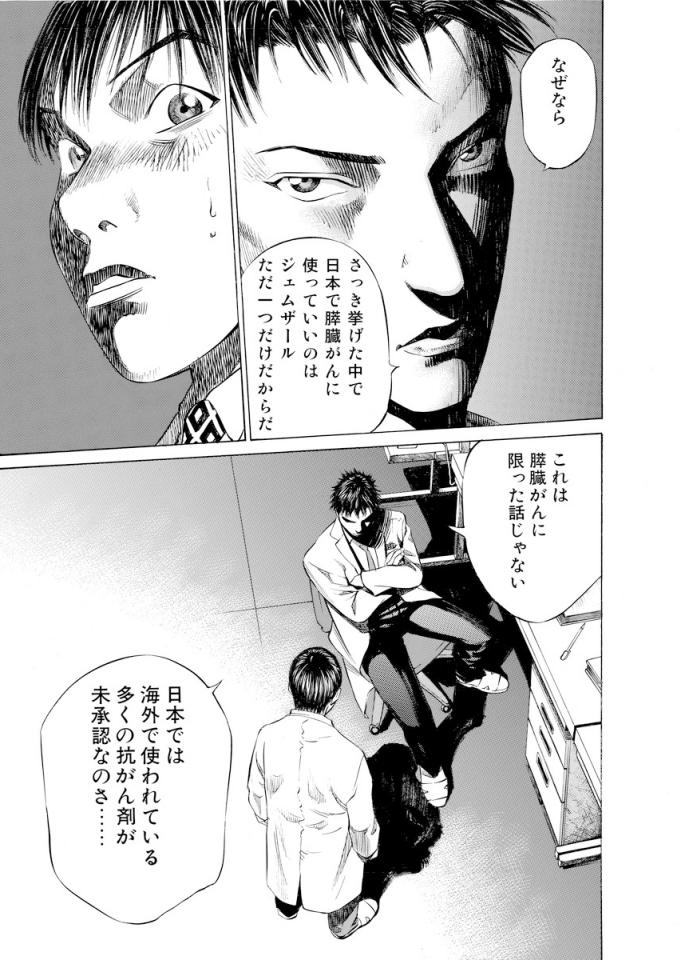 なぜなら
さっき挙げた中で
日本で膵臓がんに
使っていいのは
ジェムザール
ただ一つだけだからだ
これは
膵臓がんに
限った話じゃない
日本では
海外で使われている
多くの抗がん剤が
未承認なのさ……